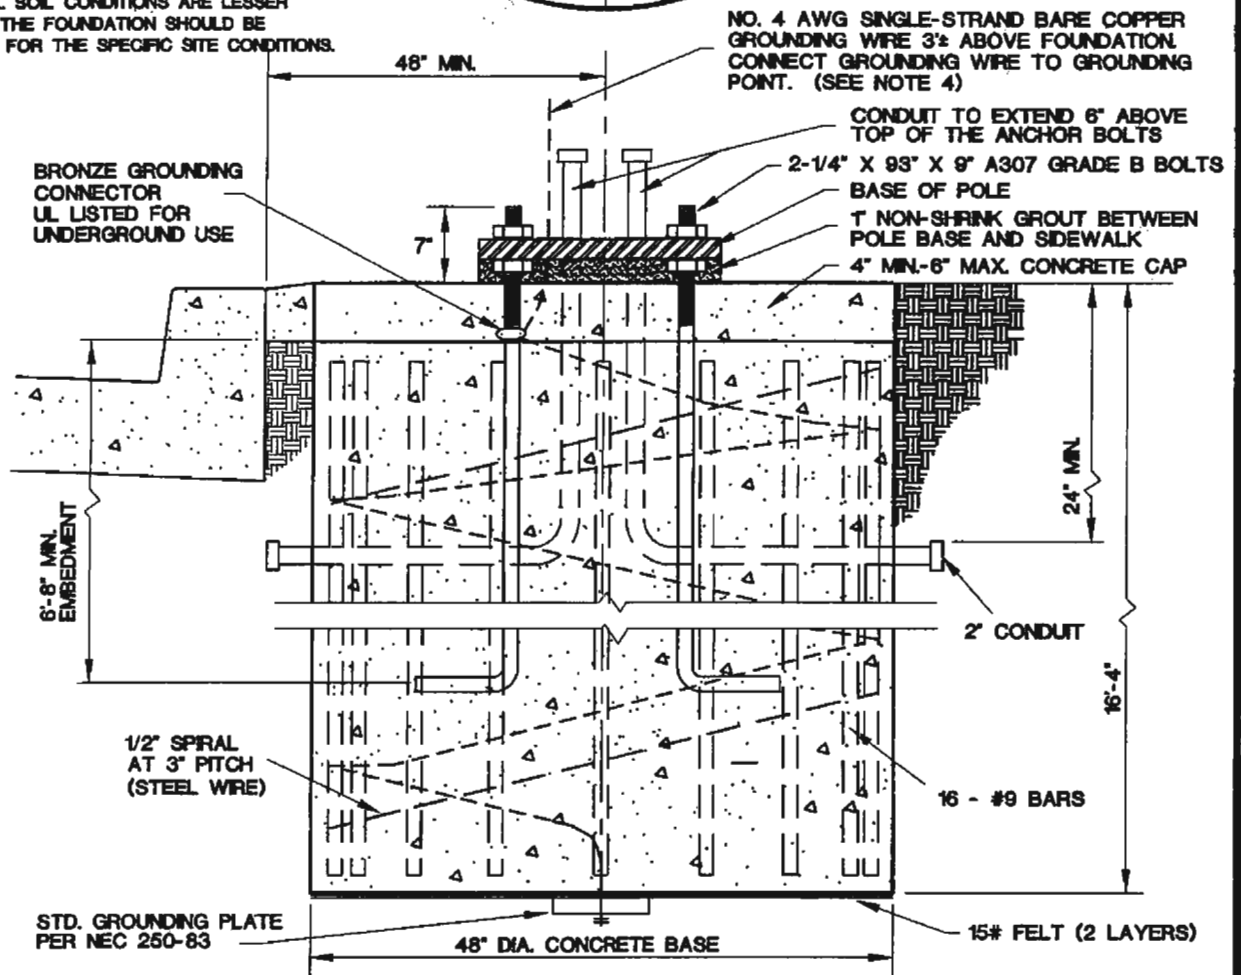 SOIL CONDITIONS ARE LESSER
THE FOUNDATION SHOULD BE
FOR THE SPECIFIC SITE CONDITIONS.
48" MIN.
NO. 4 AWG SINGLE-STRAND BARE COPPER
GROUNDING WIRE 3'± ABOVE FOUNDATION.
CONNECT GROUNDING WIRE TO GROUNDING
POINT. (SEE NOTE 4)
CONDUIT TO EXTEND 6" ABOVE
TOP OF THE ANCHOR BOLTS
2-1/4" X 93" X 9" A307 GRADE B BOLTS
BASE OF POLE
1" NON-SHRINK GROUT BETWEEN
POLE BASE AND SIDEWALK
4" MIN.-6" MAX. CONCRETE CAP
BRONZE GROUNDING
CONNECTOR
UL LISTED FOR
UNDERGROUND USE
7"
6'-8" MIN.
EMBEDMENT
24" MIN.
2" CONDUIT
16'-4"
1/2" SPIRAL
AT 3" PITCH
(STEEL WIRE)
16 - #9 BARS
STD. GROUNDING PLATE
PER NEC 250-83
48" DIA. CONCRETE BASE
15# FELT (2 LAYERS)